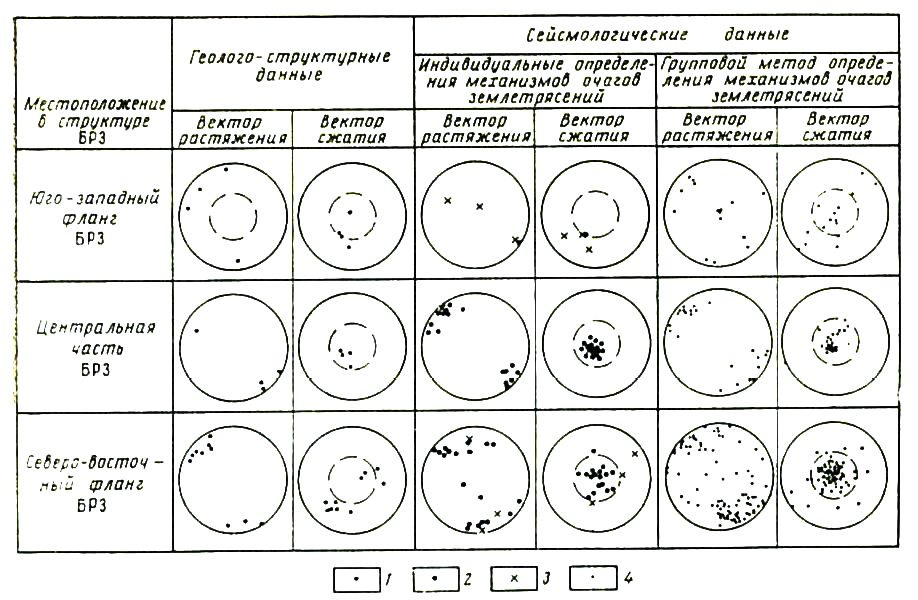 Местоположение
в структуре
БРЗ
Геолого-структурные
данные
Сейсмологические данные
Индивидуальные определе-
ния механизмов очагов
землетрясений
Групповой метод опреде-
ления механизмов очагов
землетрясений
Вектор
растяжения
Вектор
сжатия
Вектор
растяжения
Вектор
сжатия
Вектор
растяжения
Вектор
сжатия
Юго-западный
фланг
БРЗ
Центральная
часть
БРЗ
Северо-восточ-
ный фланг
БРЗ
1 2 3 4